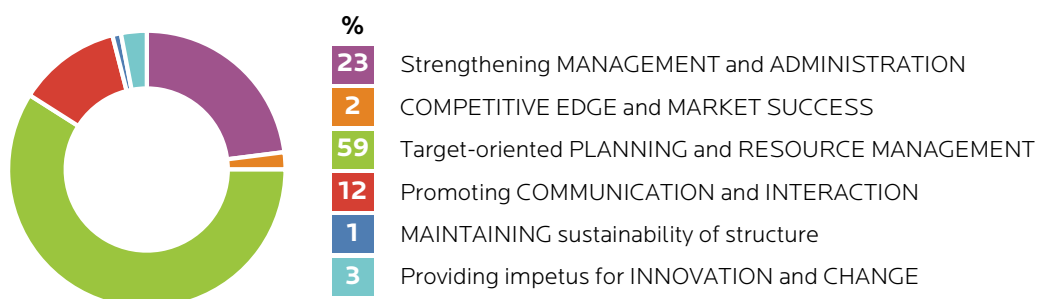 %
23 Strengthening MANAGEMENT and ADMINISTRATION
2 COMPETITIVE EDGE and MARKET SUCCESS
59 Target-oriented PLANNING and RESOURCE MANAGEMENT
12 Promoting COMMUNICATION and INTERACTION
1 MAINTAINING sustainability of structure
3 Providing impetus for INNOVATION and CHANGE